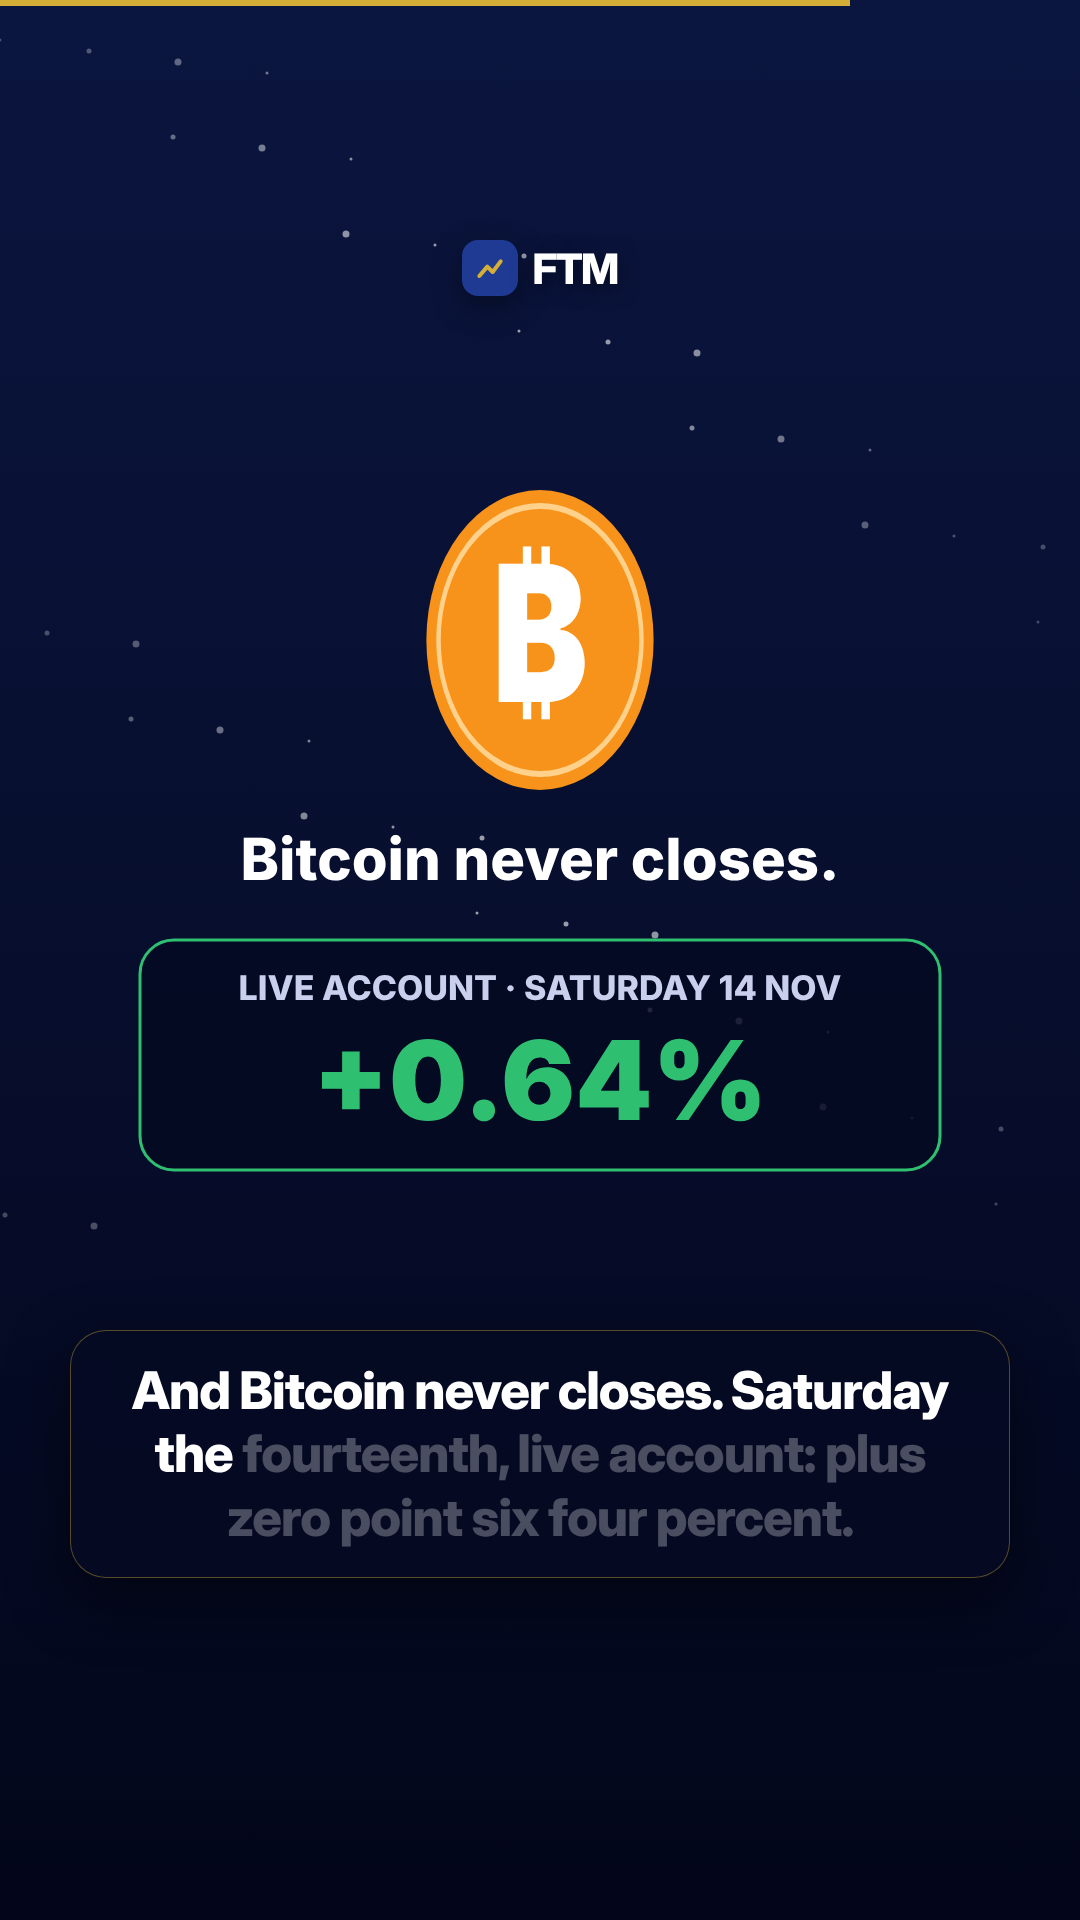 FTM
Bitcoin never closes.
LIVE ACCOUNT · SATURDAY 14 NOV
+0.64%
And Bitcoin never closes. Saturday
the fourteenth, live account: plus
zero point six four percent.